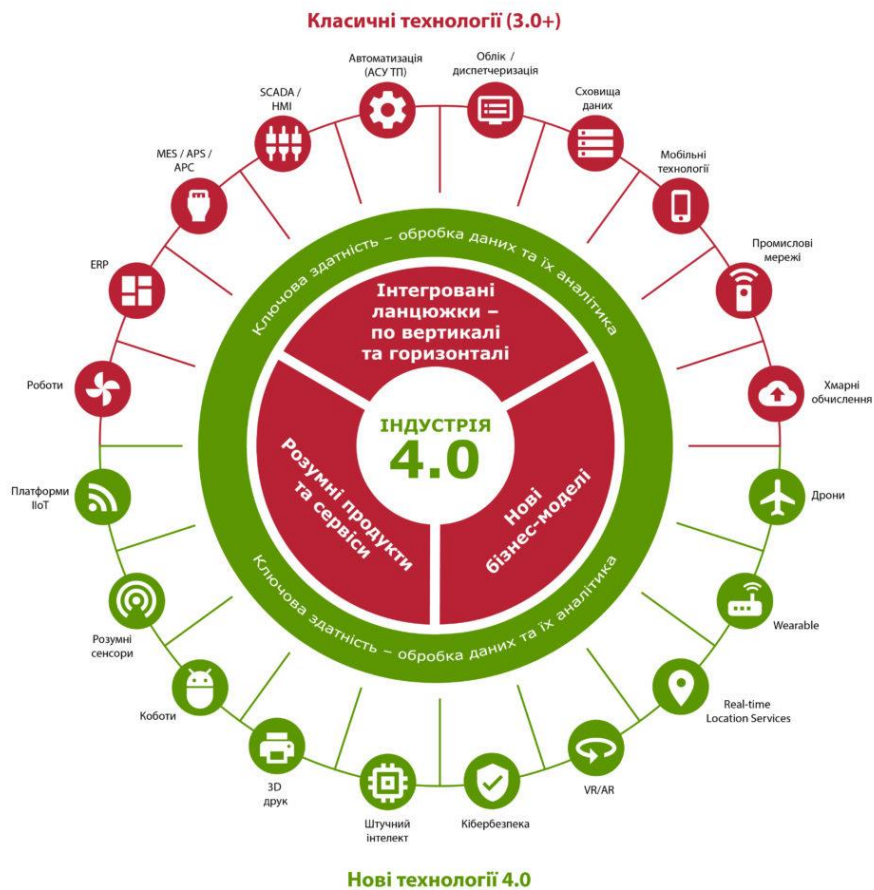 Класичні технології (3.0+)
Автоматизація
(АСУ ТП)
Облік /
диспетчеризація
SCADA /
HMI
Сховища
даних
MES / APS /
APC
Мобільні
технології
ERP
Промислові
мережі
Роботи
Хмарні
обчислення
Ключова здатність – обробка даних та їх аналітика
Інтегровані
ланцюжки –
по вертикалі
та горизонталі
ІНДУСТРІЯ
4.0
Розумні продукти
та сервіси
Нові
бізнес-моделі
Ключова здатність – обробка даних та їх аналітика
Платформи
IIoT
Дрони
Розумні
сенсори
Wearable
Коботи
Real-time
Location Services
3D
друк
VR/AR
Штучний
інтелект
Кібербезпека
Нові технології 4.0